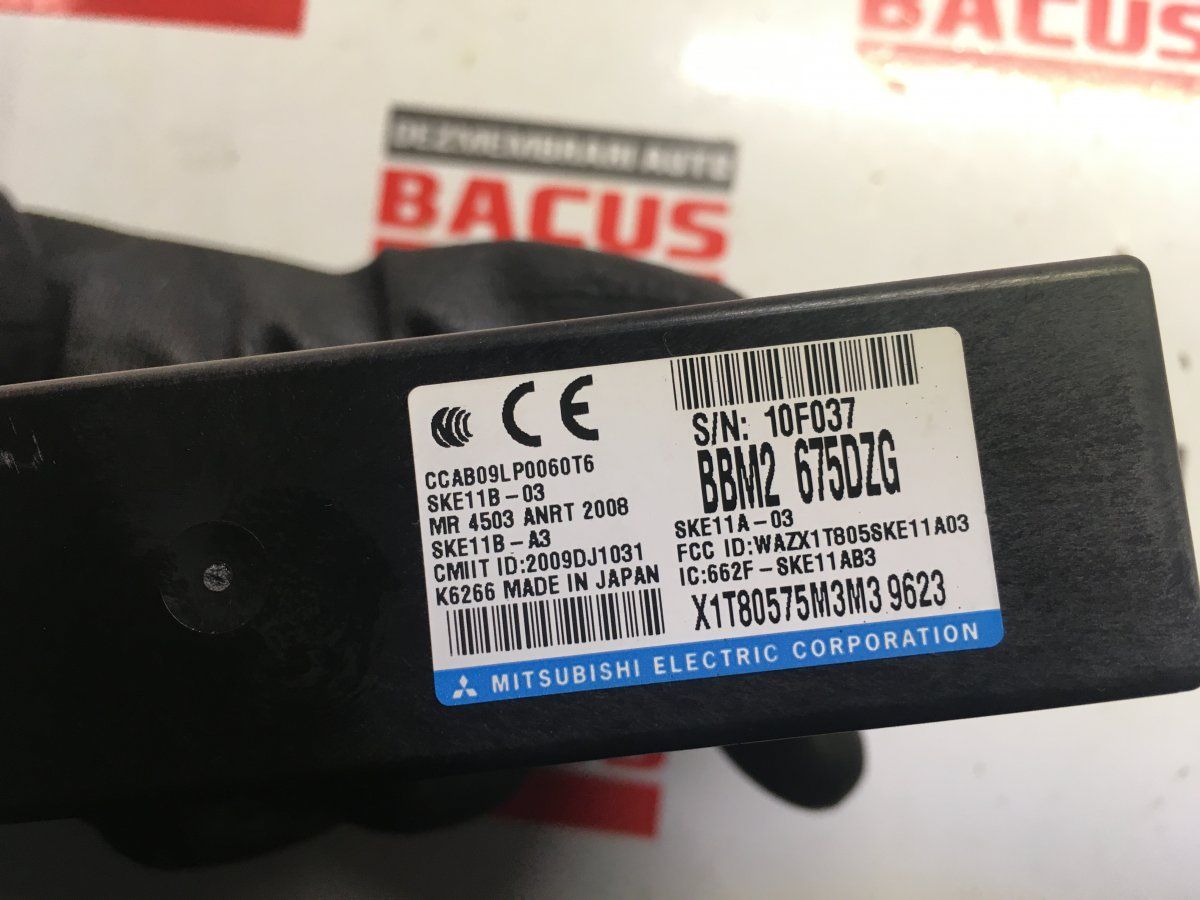 BACUS
DEZMEMBRARI AUTO
BACUS
CE
CCAB09LP0060T6
SKE11B-03
MR 4503 ANRT 2008
SKE11B-A3
CMIIT ID:2009DJ1031
K6266 MADE IN JAPAN
S/N: 10F037
BBM2 675DZG
SKE11A-03
FCC ID:WAZX1T805SKE11A03
IC:662F-SKE11AB3
X1T80575M3M3 9623
MITSUBISHI ELECTRIC CORPORATION